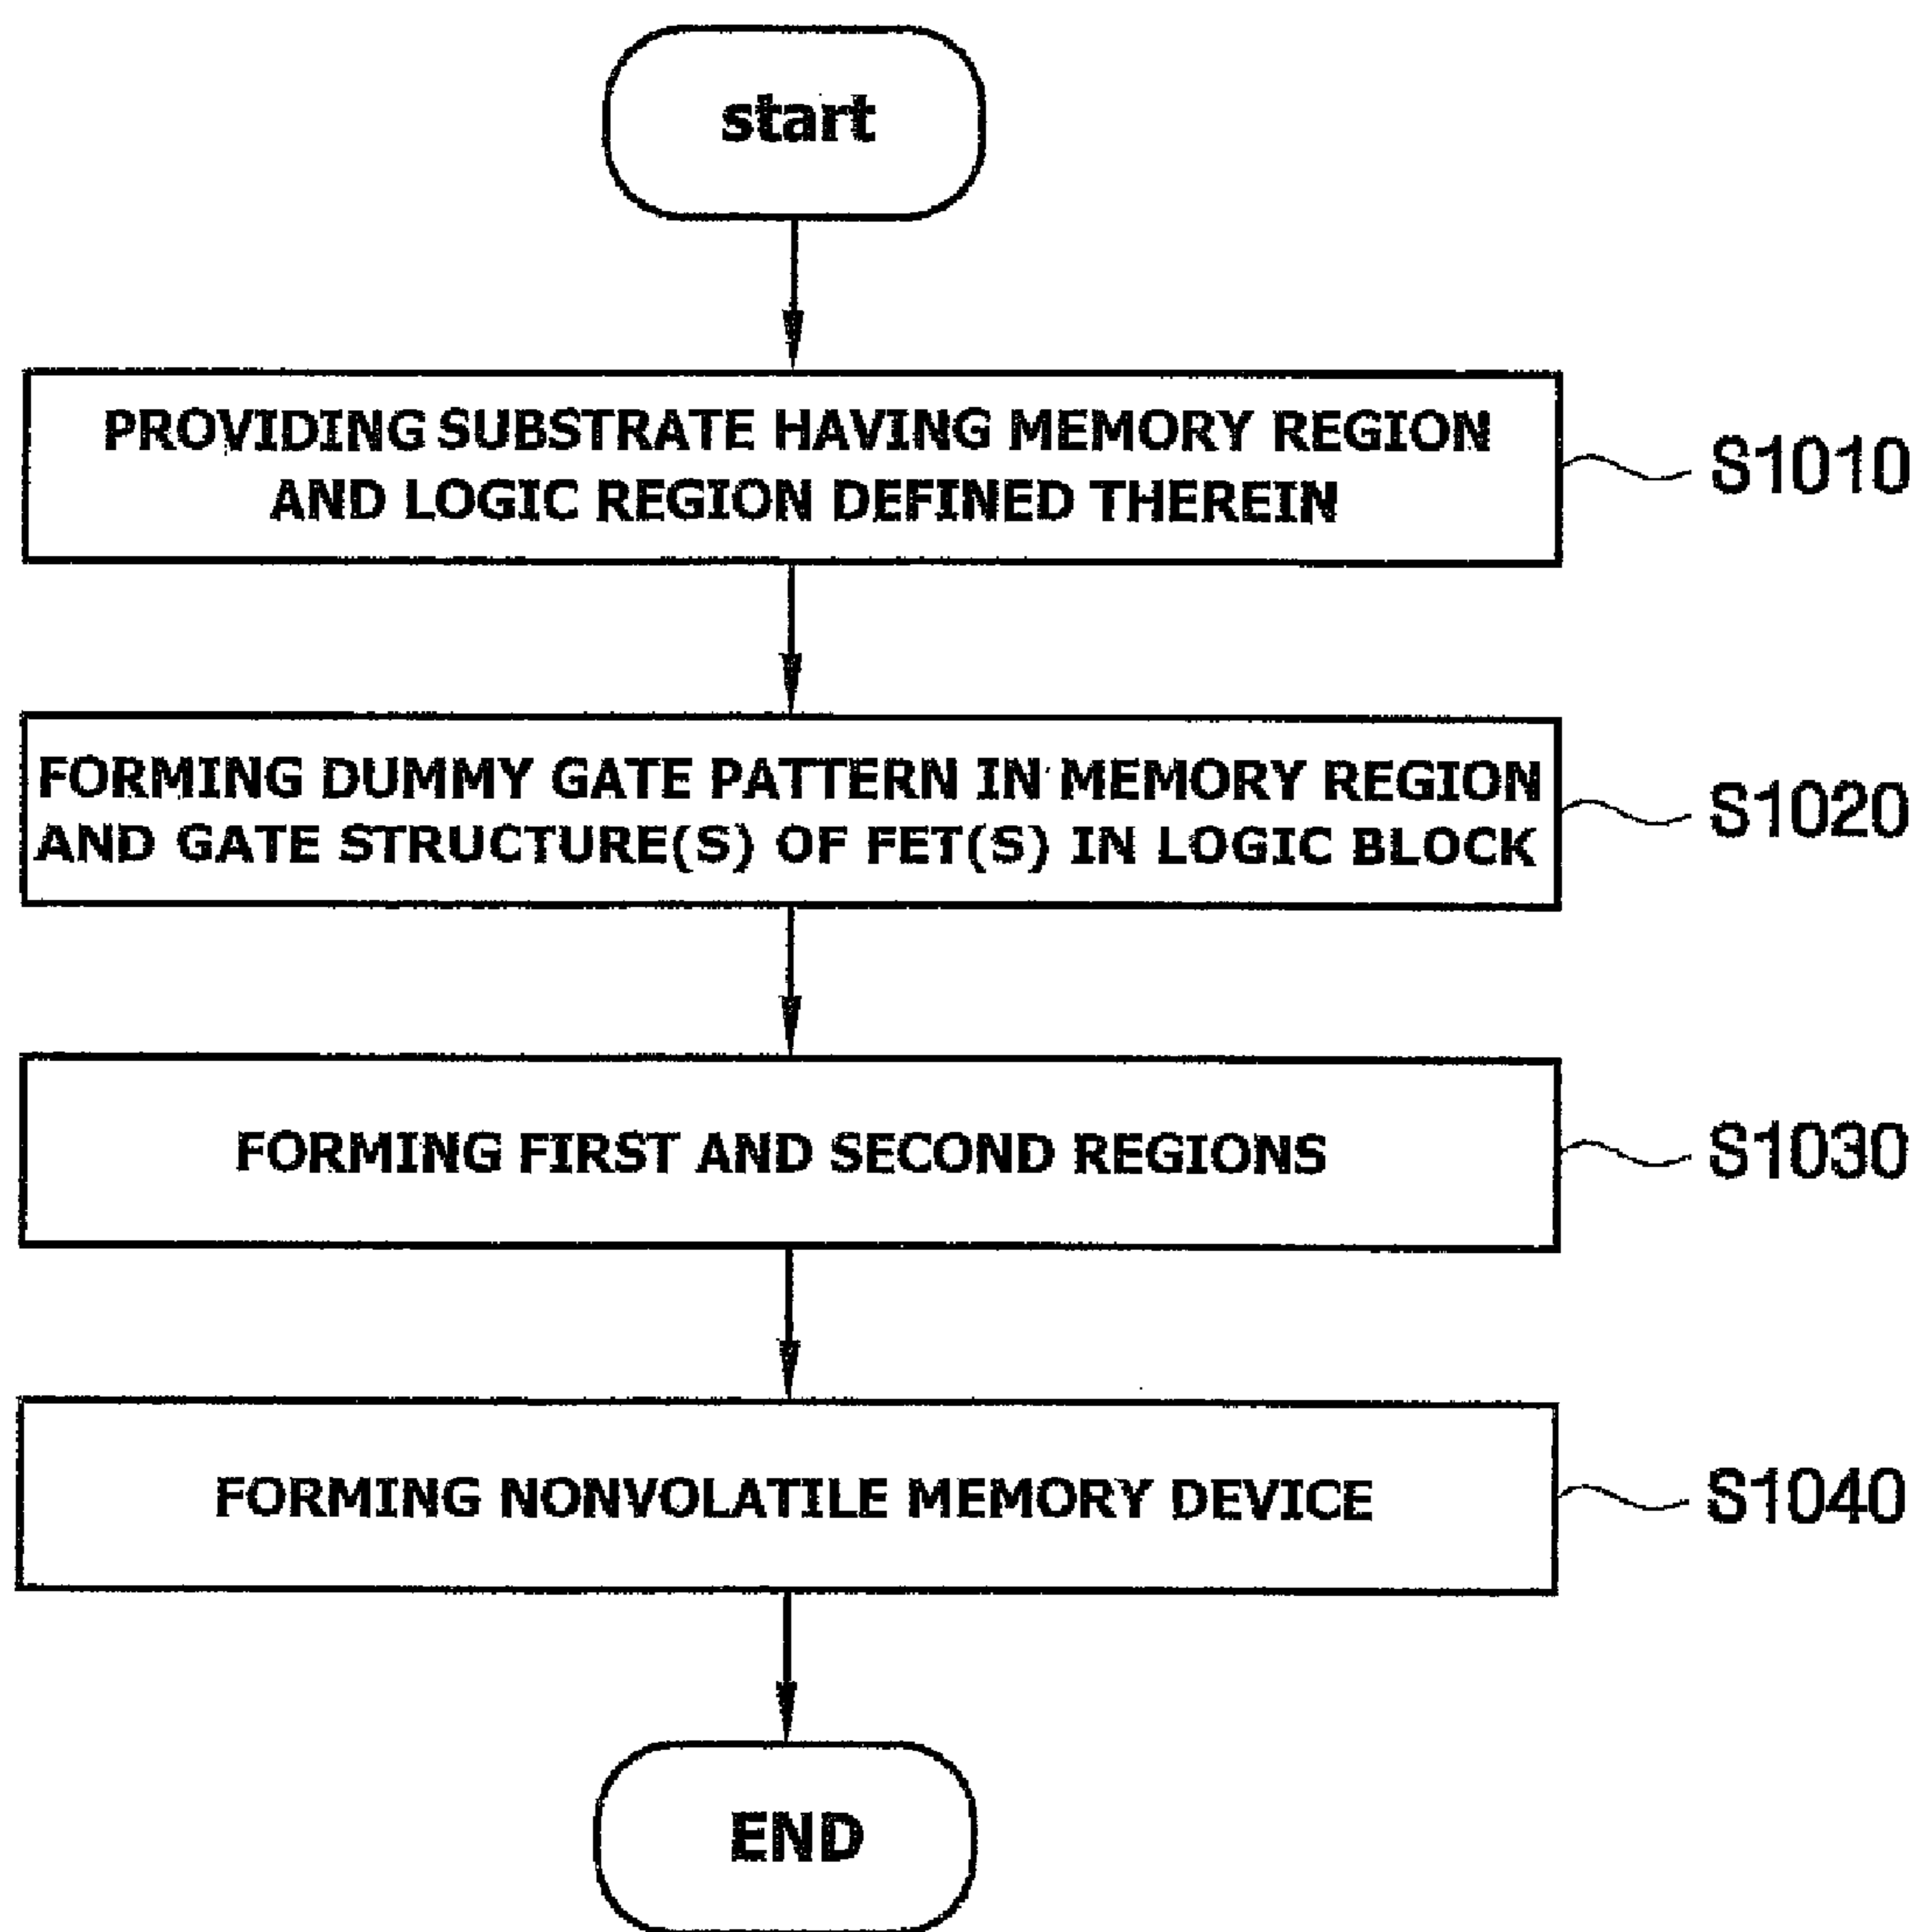 start
PROVIDING SUBSTRATE HAVING MEMORY REGION
AND LOGIC REGION DEFINED THEREIN
S1010
FORMING DUMMY GATE PATTERN IN MEMORY REGION
AND GATE STRUCTURE(S) OF FET(S) IN LOGIC BLOCK
S1020
FORMING FIRST AND SECOND REGIONS
S1030
FORMING NONVOLATILE MEMORY DEVICE
S1040
END